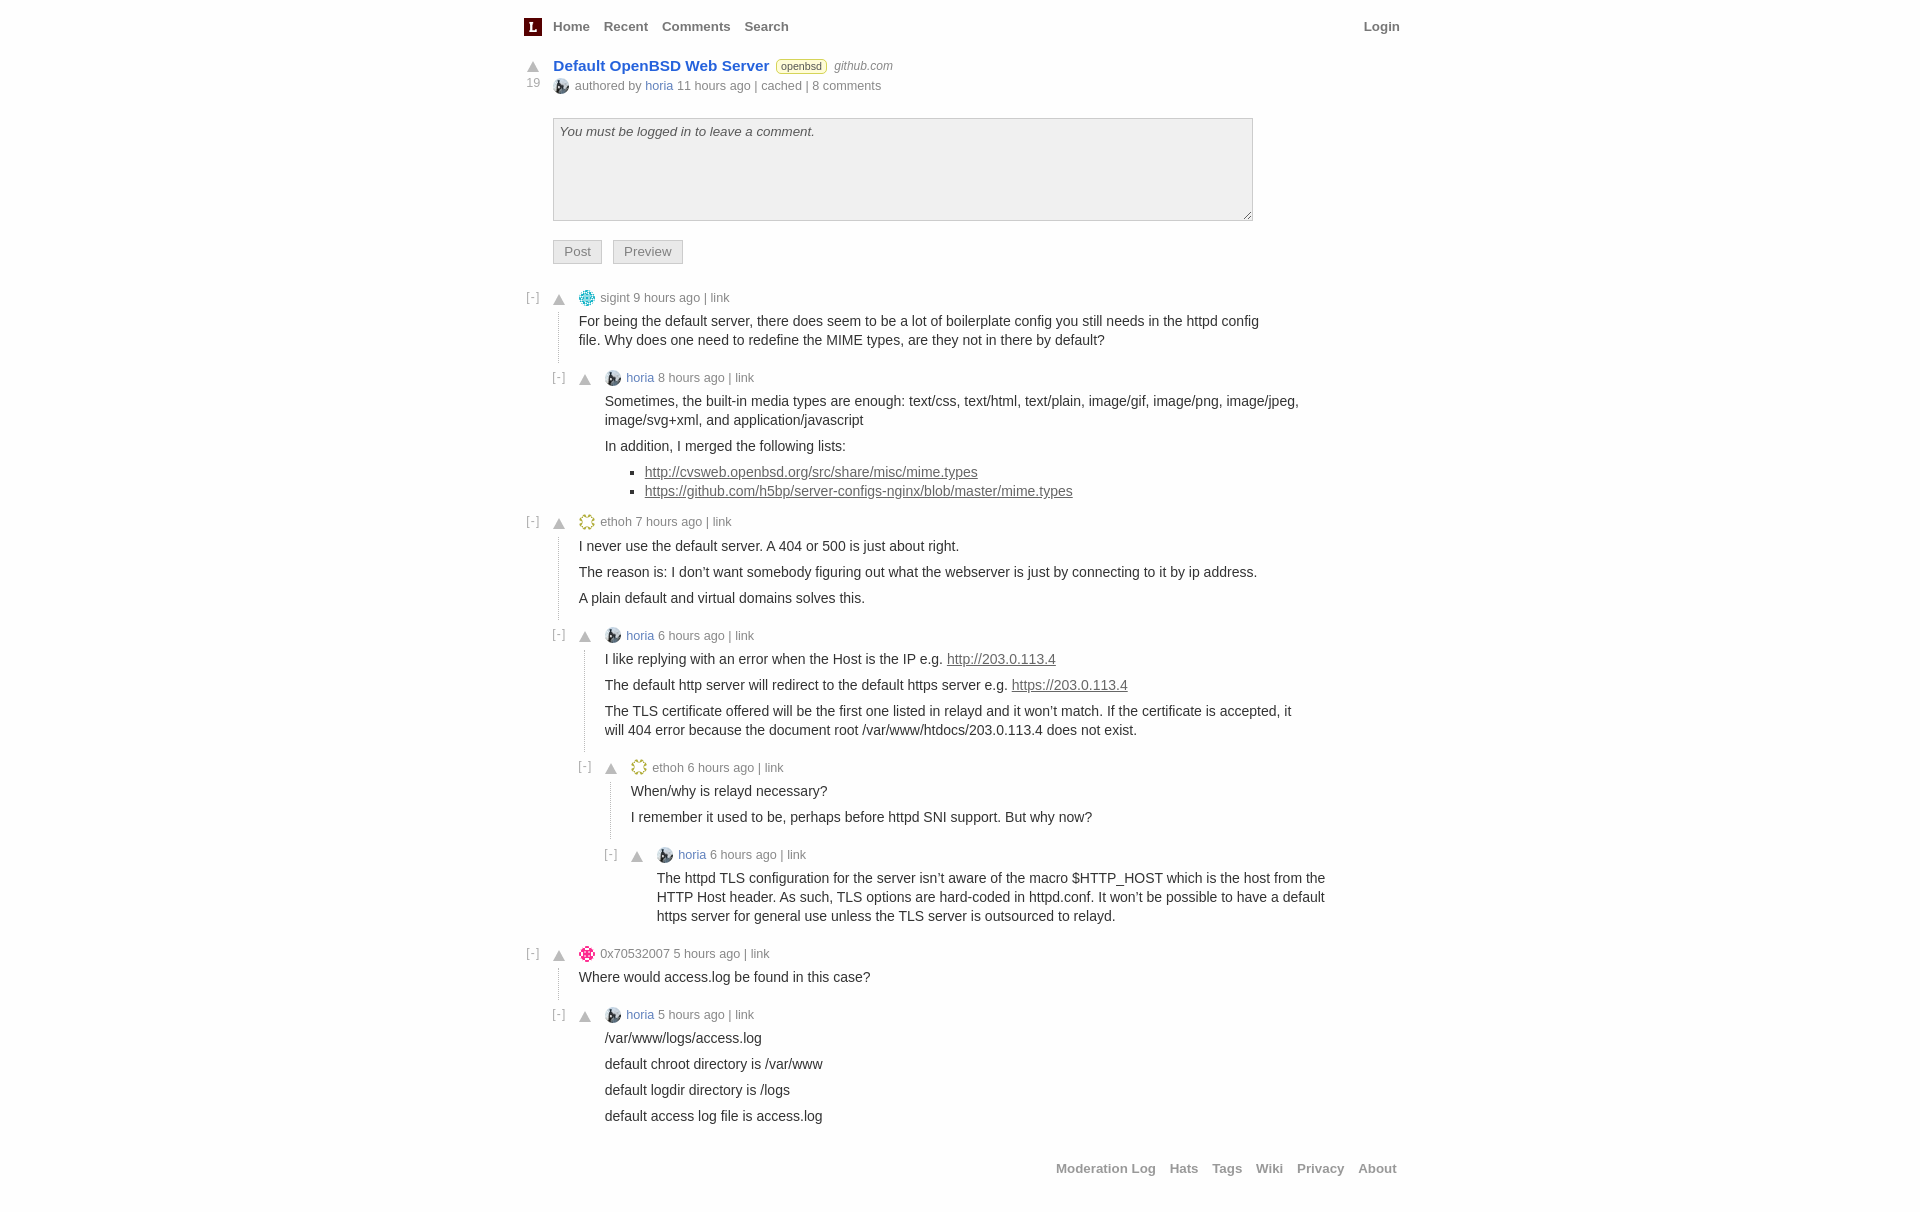 L Home Recent Comments Search Login
Default OpenBSD Web Server openbsd github.com
19 authored by horia 11 hours ago | cached | 8 comments
You must be logged in to leave a comment.
Post Preview
[-] sigint 9 hours ago | link
For being the default server, there does seem to be a lot of boilerplate config you still needs in the httpd config
file. Why does one need to redefine the MIME types, are they not in there by default?
[-] horia 8 hours ago | link
Sometimes, the built-in media types are enough: text/css, text/html, text/plain, image/gif, image/png, image/jpeg,
image/svg+xml, and application/javascript
In addition, I merged the following lists:
http://cvsweb.openbsd.org/src/share/misc/mime.types
https://github.com/h5bp/server-configs-nginx/blob/master/mime.types
[-] ethoh 7 hours ago | link
I never use the default server. A 404 or 500 is just about right.
The reason is: I don’t want somebody figuring out what the webserver is just by connecting to it by ip address.
A plain default and virtual domains solves this.
[-] horia 6 hours ago | link
I like replying with an error when the Host is the IP e.g. http://203.0.113.4
The default http server will redirect to the default https server e.g. https://203.0.113.4
The TLS certificate offered will be the first one listed in relayd and it won’t match. If the certificate is accepted, it
will 404 error because the document root /var/www/htdocs/203.0.113.4 does not exist.
[-] ethoh 6 hours ago | link
When/why is relayd necessary?
I remember it used to be, perhaps before httpd SNI support. But why now?
[-] horia 6 hours ago | link
The httpd TLS configuration for the server isn’t aware of the macro $HTTP_HOST which is the host from the
HTTP Host header. As such, TLS options are hard-coded in httpd.conf. It won’t be possible to have a default
https server for general use unless the TLS server is outsourced to relayd.
[-] 0x70532007 5 hours ago | link
Where would access.log be found in this case?
[-] horia 5 hours ago | link
/var/www/logs/access.log
default chroot directory is /var/www
default logdir directory is /logs
default access log file is access.log
Moderation Log Hats Tags Wiki Privacy About